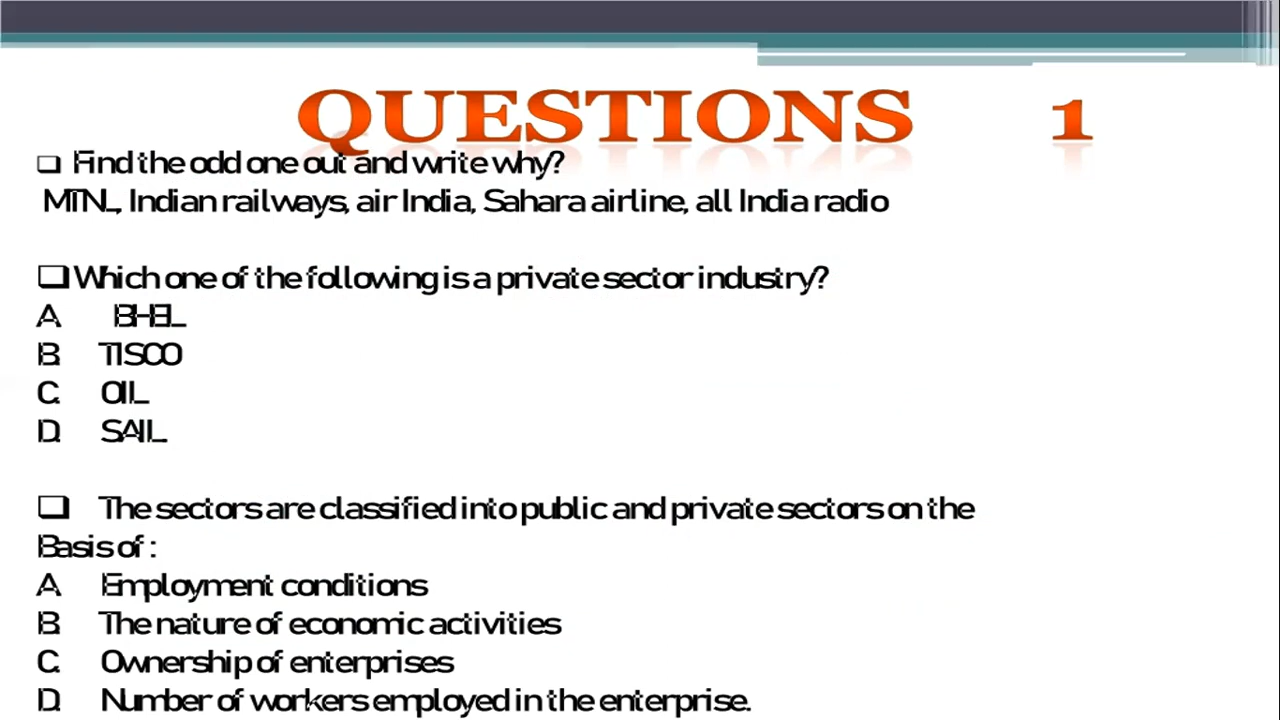 QUESTIONS 1
❑ Find the odd one out and write why?
MTNL, Indian railways, air India, Sahara airline, all India radio
❑ Which one of the following is a private sector industry?
A. BHEL
B. TISCO
C. OIL
D. SAIL
❑ The sectors are classified into public and private sectors on the
Basis of :
A. Employment conditions
B. The nature of economic activities
C. Ownership of enterprises
D. Number of workers employed in the enterprise.